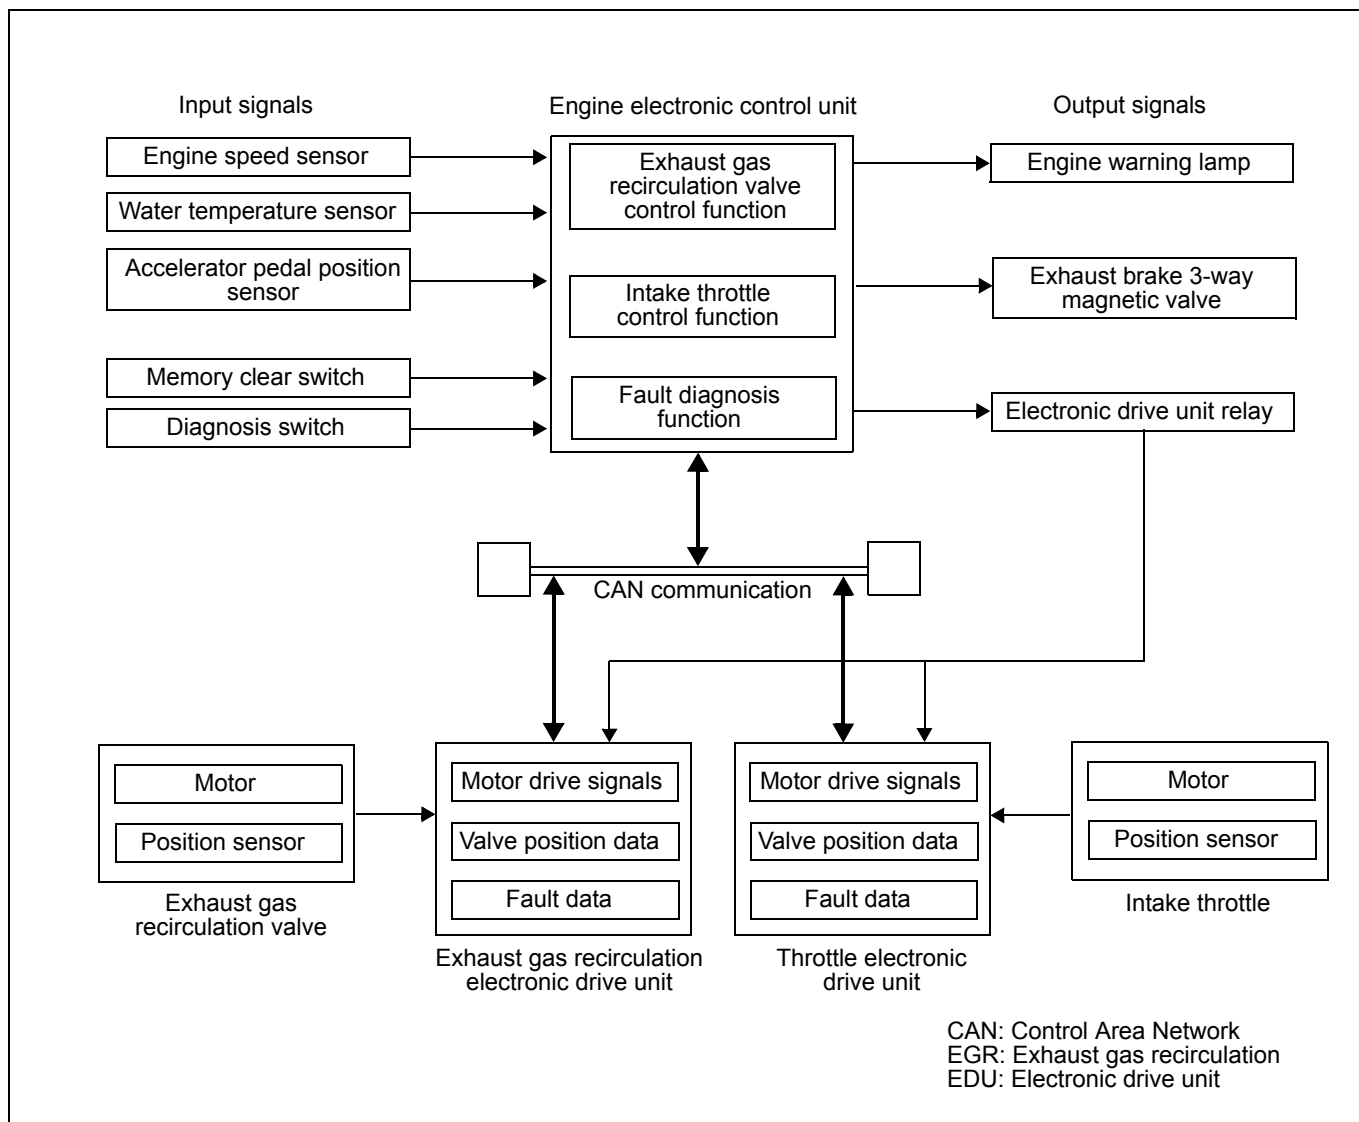 Input signals
Engine electronic control unit
Output signals
Engine speed sensor
Water temperature sensor
Accelerator pedal position
sensor
Memory clear switch
Diagnosis switch
Exhaust gas
recirculation valve
control function
Intake throttle
control function
Fault diagnosis
function
Engine warning lamp
Exhaust brake 3-way
magnetic valve
Electronic drive unit relay
CAN communication
Motor
Position sensor
Exhaust gas
recirculation valve
Motor drive signals
Valve position data
Fault data
Exhaust gas recirculation
electronic drive unit
Motor drive signals
Valve position data
Fault data
Throttle electronic
drive unit
Motor
Position sensor
Intake throttle
CAN: Control Area Network
EGR: Exhaust gas recirculation
EDU: Electronic drive unit